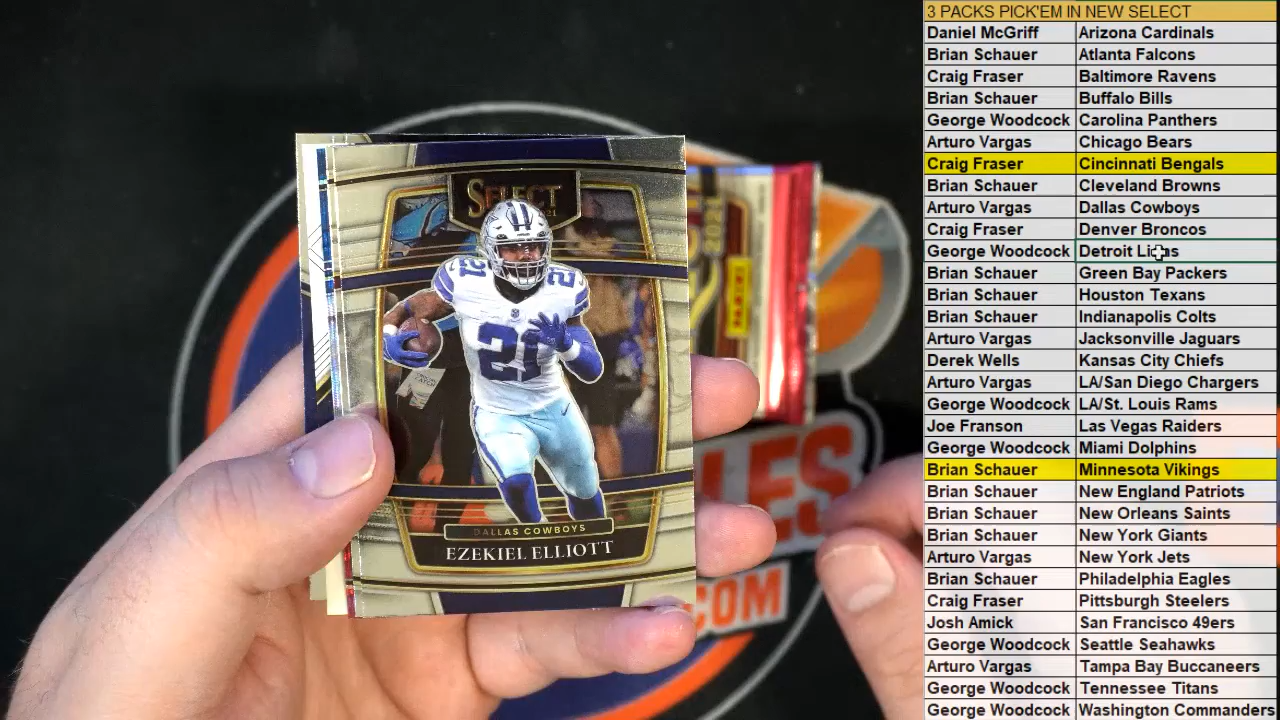 SELECT
21
21
2
21
DALLAS COWBOYS
EZEKIEL ELLIOTT
2021
PANINI
LES
.COM
3 PACKS PICK'EM IN NEW SELECT
Daniel McGriff Arizona Cardinals
Brian Schauer Atlanta Falcons
Craig Fraser Baltimore Ravens
Brian Schauer Buffalo Bills
George Woodcock Carolina Panthers
Arturo Vargas Chicago Bears
Craig Fraser Cincinnati Bengals
Brian Schauer Cleveland Browns
Arturo Vargas Dallas Cowboys
Craig Fraser Denver Broncos
George Woodcock Detroit Lions
Brian Schauer Green Bay Packers
Brian Schauer Houston Texans
Brian Schauer Indianapolis Colts
Arturo Vargas Jacksonville Jaguars
Derek Wells Kansas City Chiefs
Arturo Vargas LA/San Diego Chargers
George Woodcock LA/St. Louis Rams
Joe Franson Las Vegas Raiders
George Woodcock Miami Dolphins
Brian Schauer Minnesota Vikings
Brian Schauer New England Patriots
Brian Schauer New Orleans Saints
Brian Schauer New York Giants
Arturo Vargas New York Jets
Brian Schauer Philadelphia Eagles
Craig Fraser Pittsburgh Steelers
Josh Amick San Francisco 49ers
George Woodcock Seattle Seahawks
Arturo Vargas Tampa Bay Buccaneers
George Woodcock Tennessee Titans
George Woodcock Washington Commanders